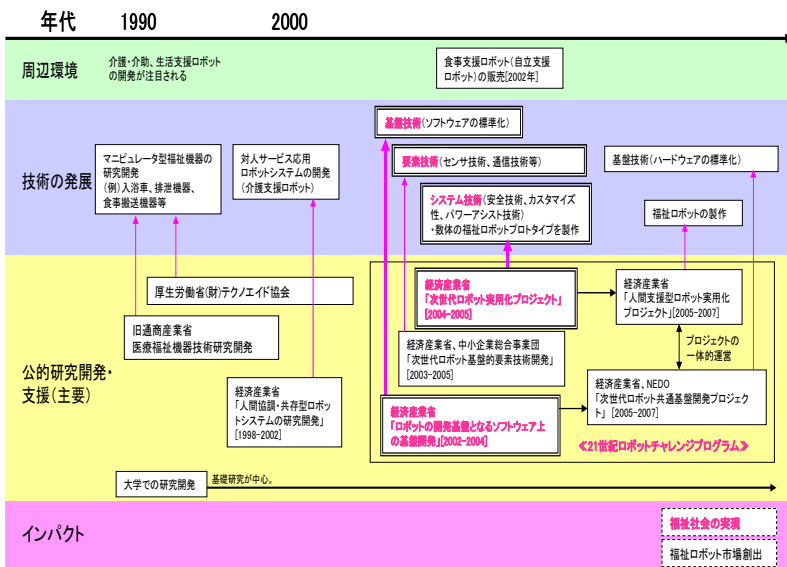 年代 1990 2000
周辺環境
介護・介助、生活支援ロボット
の開発が注目される
食事支援ロボット(自立支援
ロボット)の販売[2002年]
技術の発展
マニピュレータ型福祉機器の
研究開発
(例)入浴車、排泄機器、
食事搬送機器等
対人サービス応用
ロボットシステムの開発
(介護支援ロボット)
基盤技術(ソフトウェアの標準化)
要素技術(センサ技術、通信技術等)
システム技術(安全技術、カスタマイズ
性、パワーアシスト技術)
・数体の福祉ロボットプロトタイプを製作
基盤技術(ハードウェアの標準化)
福祉ロボットの製作
公的研究開発・
支援(主要)
厚生労働省(財)テクノエイド協会
旧通商産業省
医療福祉機器技術研究開発
経済産業省
「人間協調・共存型ロボッ
トシステムの研究開発」
[1998-2002]
経済産業省
「次世代ロボット実用化プロジェクト」
[2004-2005]
経済産業省、中小企業総合事業団
「次世代ロボット基盤的要素技術開発」
[2003-2005]
経済産業省
「ロボットの開発基盤となるソフトウェア上
の基盤開発」[2002-2004]
経済産業省
「人間支援型ロボット実用化
プロジェクト」[2005-2007]
プロジェクトの
一体的運営
経済産業省、NEDO
「次世代ロボット共通基盤開発プロジェク
ト」 [2005-2007]
≪21世紀ロボットチャレンジプログラム≫
大学での研究開発
基礎研究が中心。
インパクト
福祉社会の実現
福祉ロボット市場創出